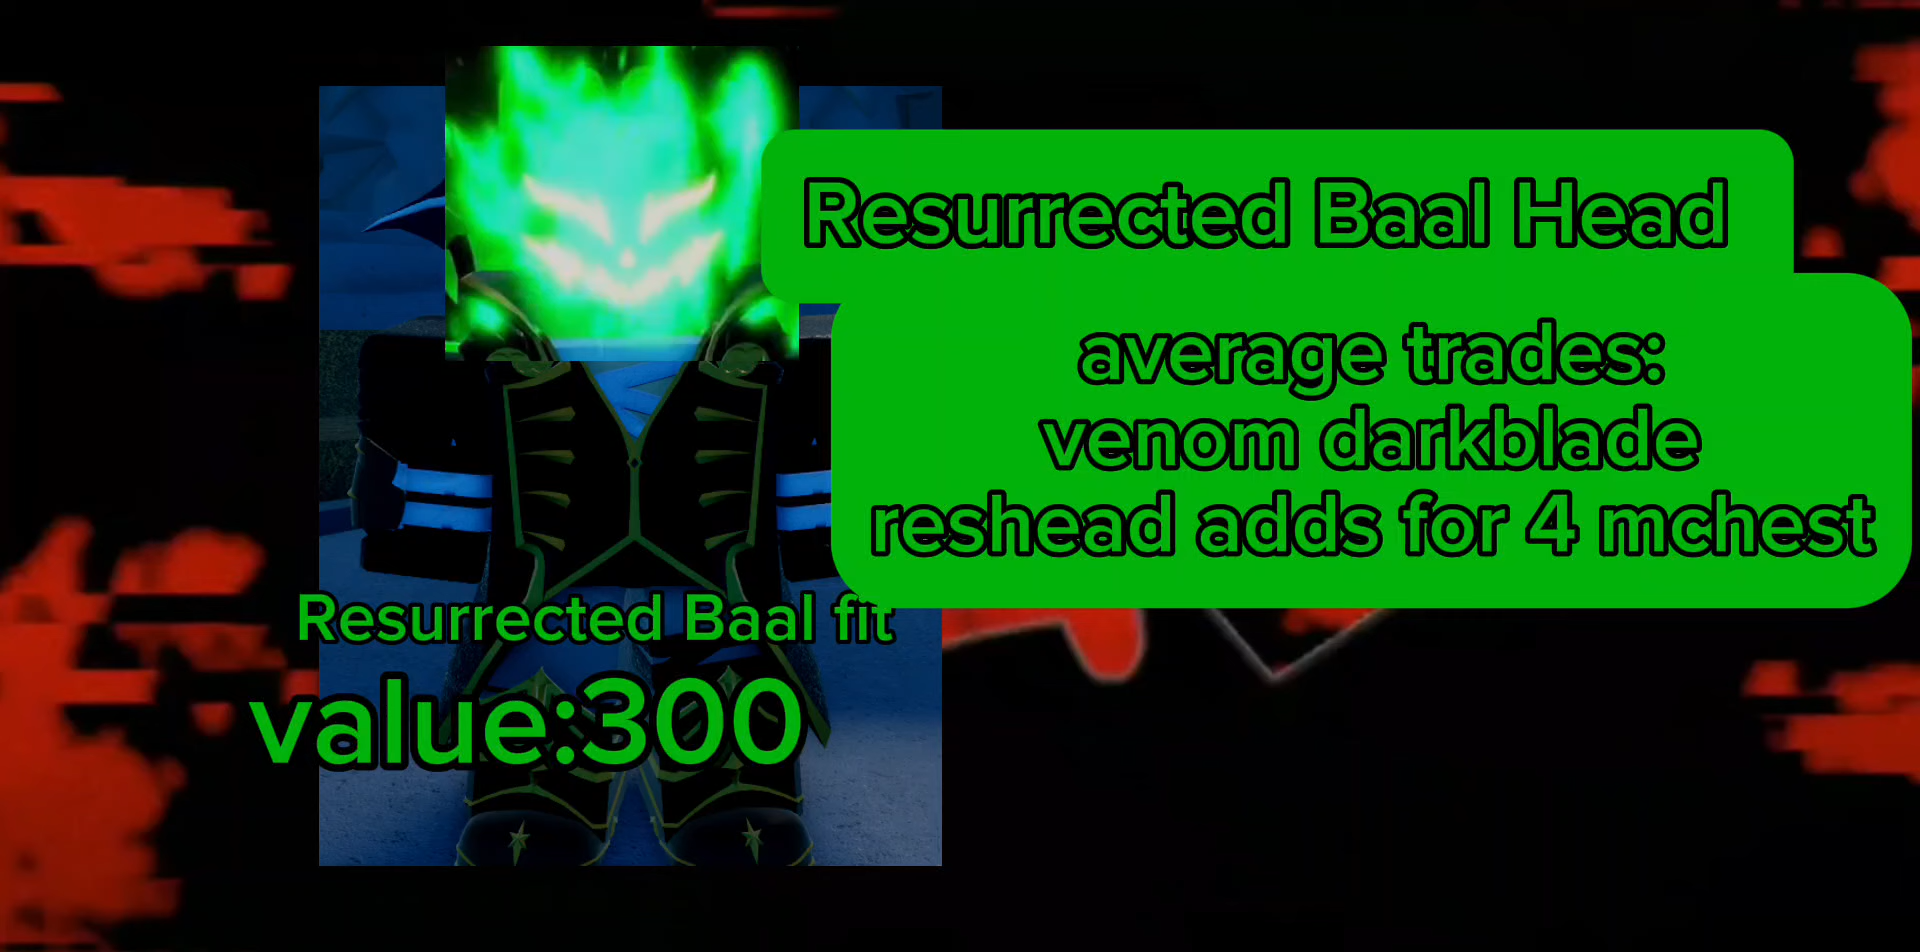 Resurrected Baal Head
average trades:
venom darkblade
reshead adds for 4 mchest
Resurrected Baal fit
value:300